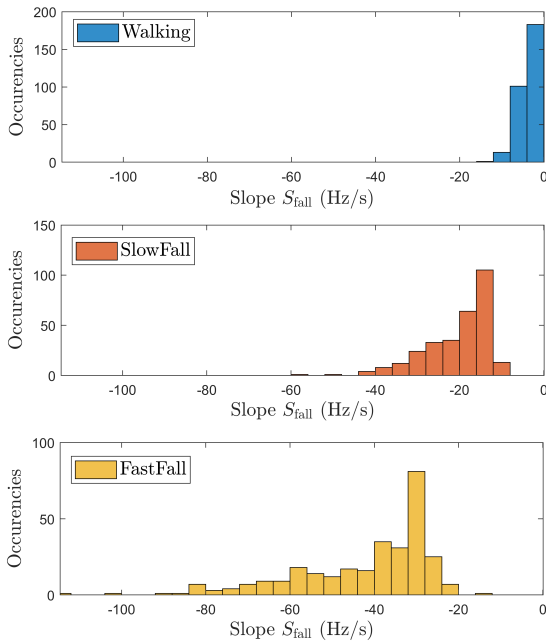 200
150
100
50
0
Occurencies
Walking
-100 -80 -60 -40 -20 0
Slope S_fall (Hz/s)
150
100
50
0
Occurencies
SlowFall
-100 -80 -60 -40 -20 0
Slope S_fall (Hz/s)
100
50
0
Occurencies
FastFall
-100 -80 -60 -40 -20 0
Slope S_fall (Hz/s)